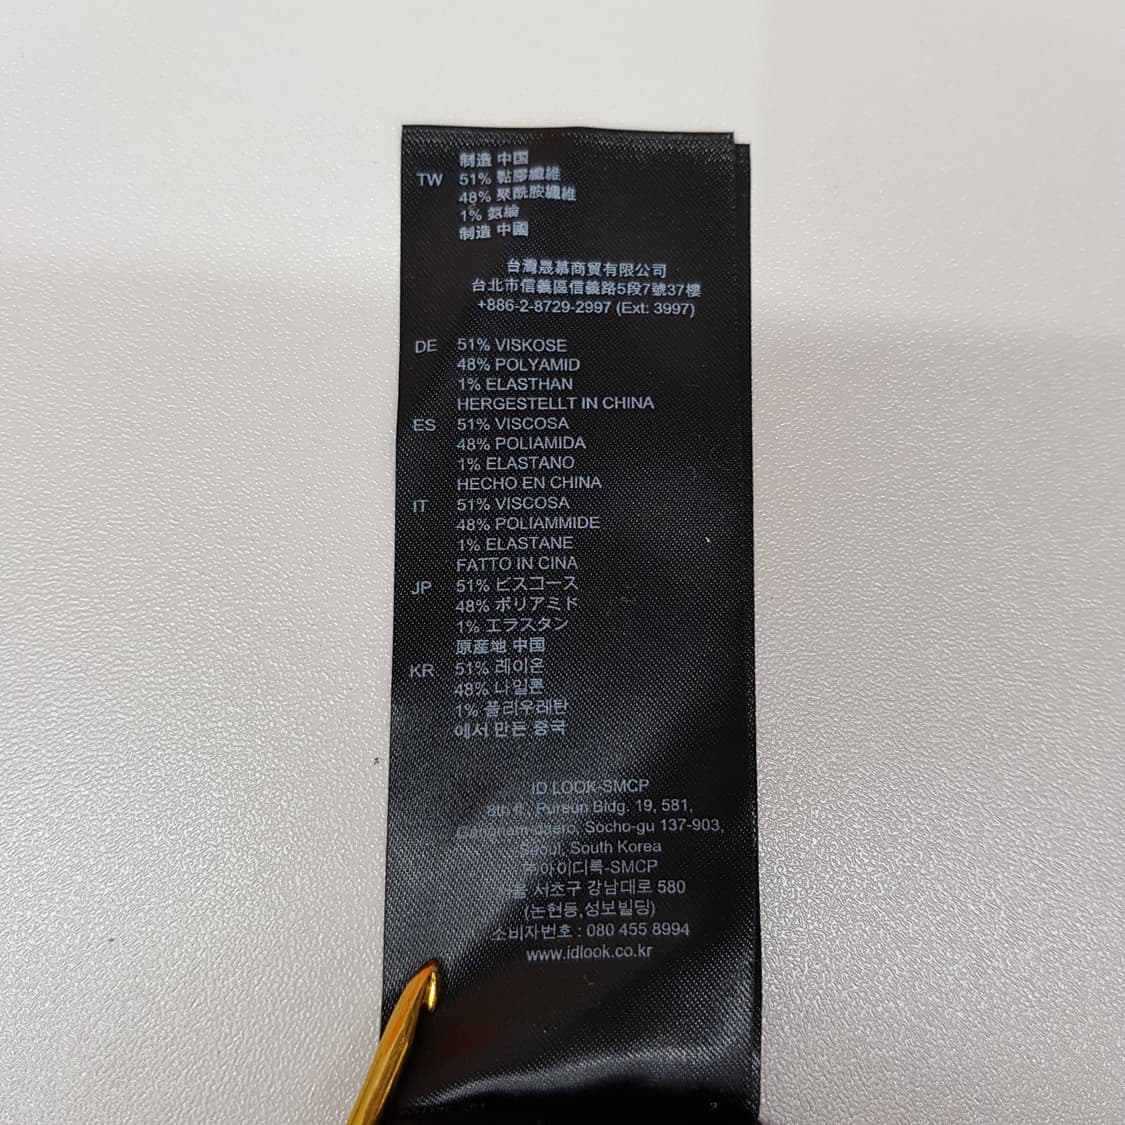 制造 中国
TW 51% 黏膠纖維
48% 聚酰胺纖維
1% 氨綸
制造 中國
台灣晟慕商貿有限公司
台北市信義區信義路5段7號37樓
+886-2-8729-2997 (Ext: 3997)
DE 51% VISKOSE
48% POLYAMID
1% ELASTHAN
HERGESTELLT IN CHINA
ES 51% VISCOSA
48% POLIAMIDA
1% ELASTANO
HECHO EN CHINA
IT 51% VISCOSA
48% POLIAMMIDE
1% ELASTANE
FATTO IN CINA
JP 51% ビスコース
48% ポリアミド
1% エラスタン
原産地 中国
KR 51% 레이온
48% 나일론
1% 폴리우레탄
에서 만든 중국
ID LOOK-SMCP
8th fl., Pureun Bldg. 19, 581,
Socho-gu 137-903,
Seoul, South Korea
㈜아이디룩-SMCP
서초구 강남대로 580
(논현동,성보빌딩)
소비자번호 : 080 455 8994
www.idlook.co.kr